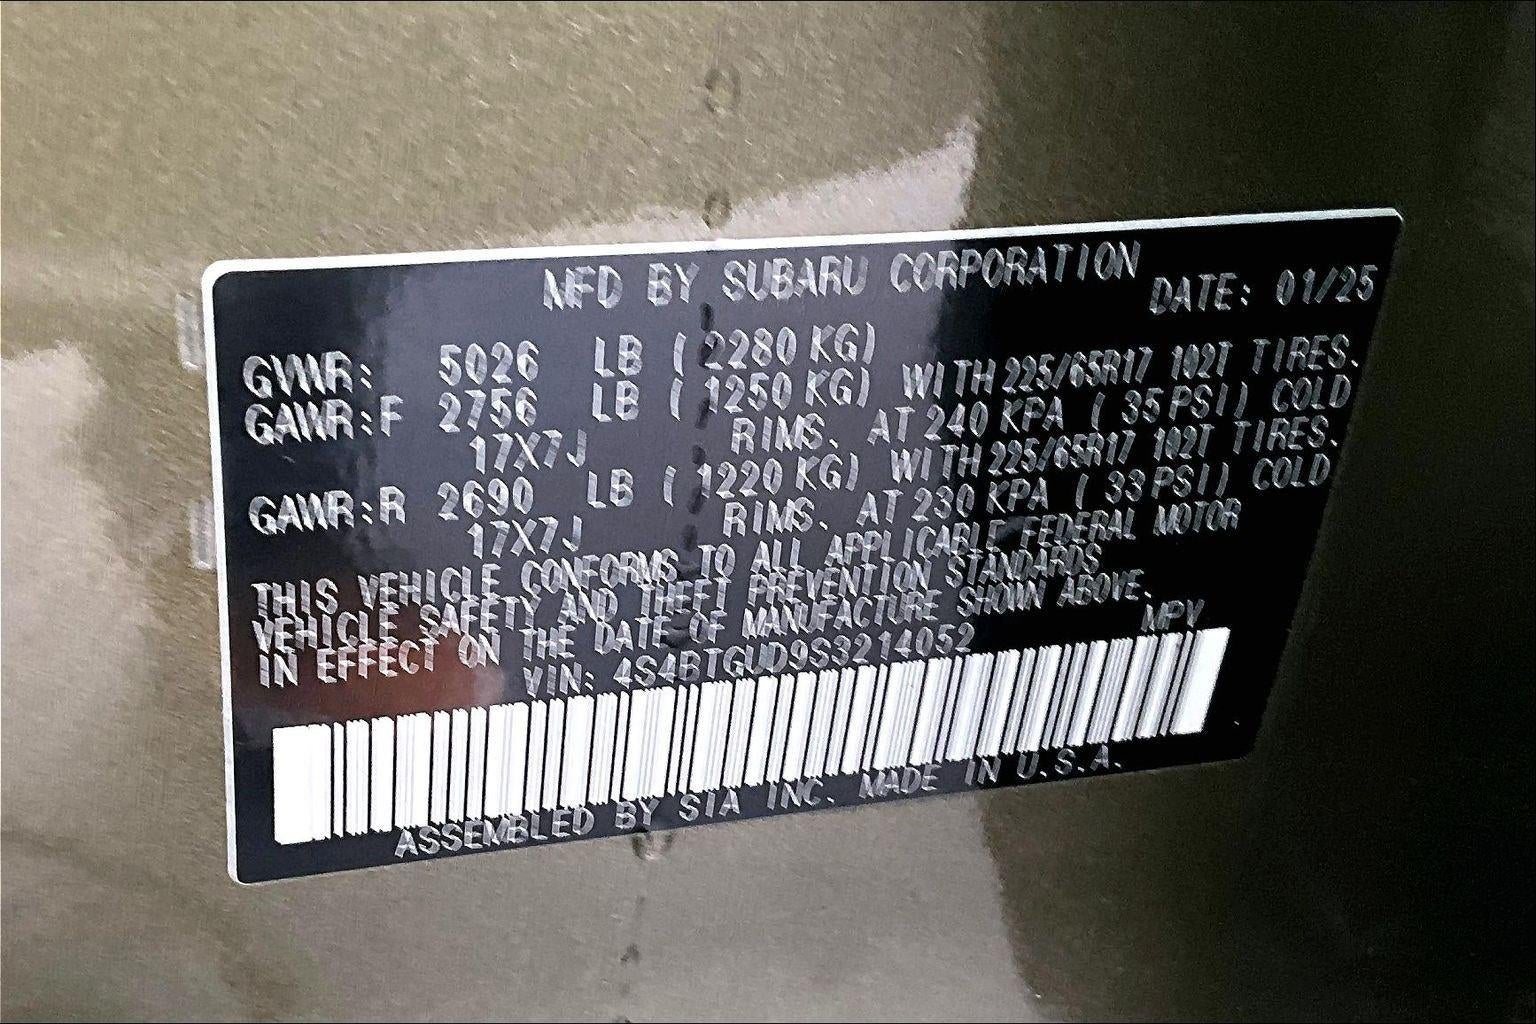 MFD BY SUBARU CORPORATION
DATE: 01/25
GVWR: 5026 LB ( 2280 KG)
GAWR:F 2756 LB ( 1250 KG) WITH 225/65R17 102T TIRES.
17X7J RIMS. AT 240 KPA ( 35 PSI) COLD
GAWR:R 2690 LB ( 1220 KG) WITH 225/65R17 102T TIRES.
17X7J RIMS. AT 230 KPA ( 33 PSI) COLD
THIS VEHICLE CONFORMS TO ALL APPLICABLE FEDERAL MOTOR
VEHICLE SAFETY AND THEFT PREVENTION STANDARDS
IN EFFECT ON THE DATE OF MANUFACTURE SHOWN ABOVE.
VIN: 4S4BTGUD9S3214052 MPV
ASSEMBLED BY SIA INC. MADE IN U.S.A.